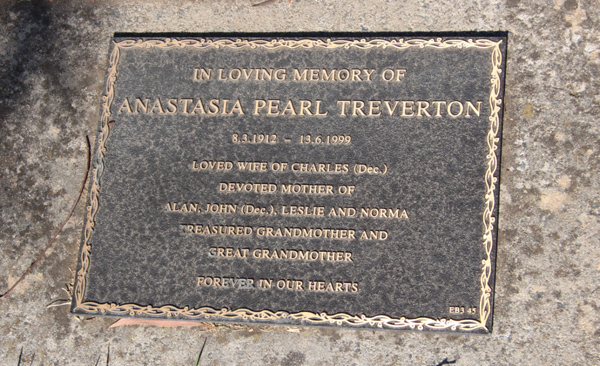 IN LOVING MEMORY OF
ANASTASIA PEARL TREVERTON
8.3.1912 – 13.6.1999
LOVED WIFE OF CHARLES (Dec.)
DEVOTED MOTHER OF
ALAN, JOHN (Dec.), LESLIE AND NORMA
TREASURED GRANDMOTHER AND
GREAT GRANDMOTHER
FOREVER IN OUR HEARTS
EB3 45